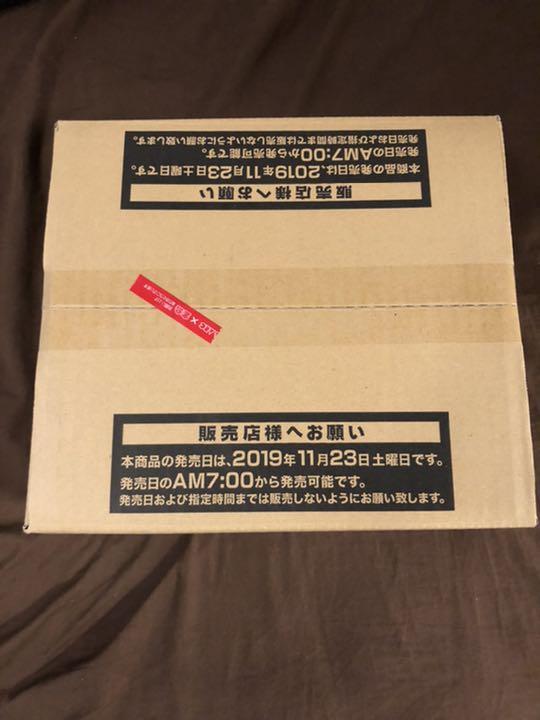 販売店様へお願い
本商品の発売日は、2019年11月23日土曜日です。
発売日のAM7:00から発売可能です。
発売日および指定時間までは販売しないようにお願い致します。
販売店様へお願い
本商品の発売日は、2019年11月23日土曜日です。
発売日のAM7:00から発売可能です。
発売日および指定時間までは販売しないようにお願い致します。